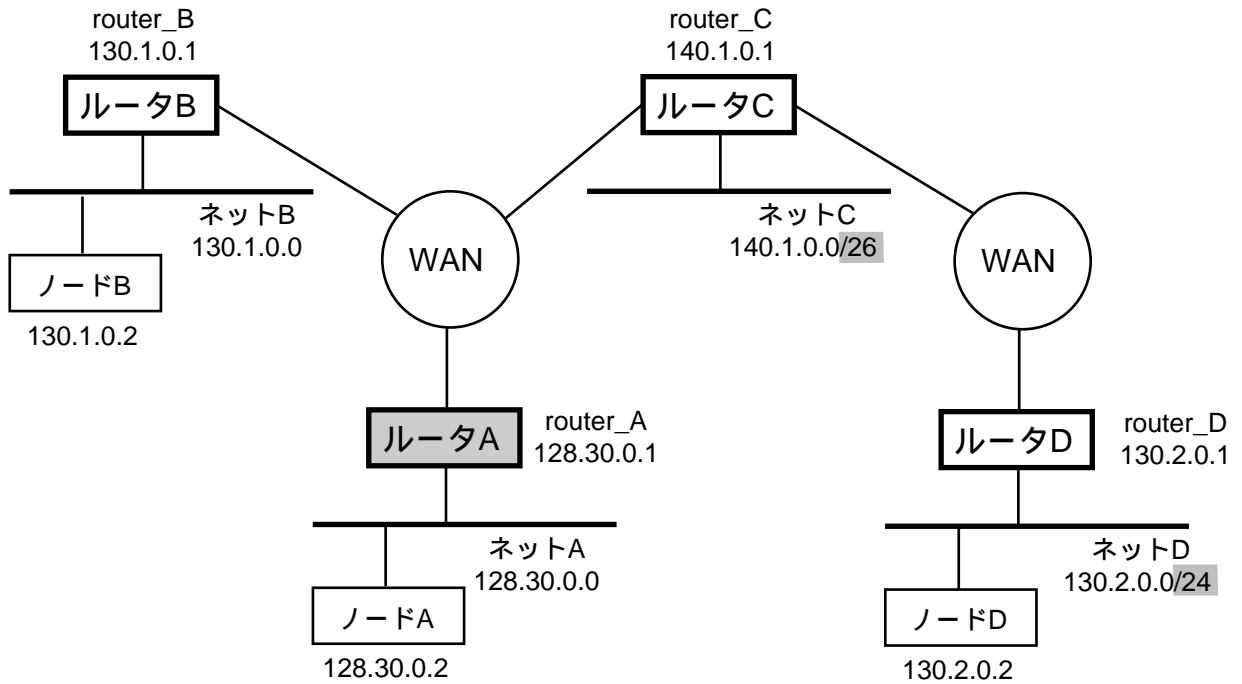 router_B
130.1.0.1
ルータB
ネットB
130.1.0.0
ノードB
130.1.0.2
router_C
140.1.0.1
ルータC
ネットC
140.1.0.0/26
WAN
WAN
ルータA
router_A
128.30.0.1
ネットA
128.30.0.0
ノードA
128.30.0.2
ルータD
router_D
130.2.0.1
ネットD
130.2.0.0/24
ノードD
130.2.0.2